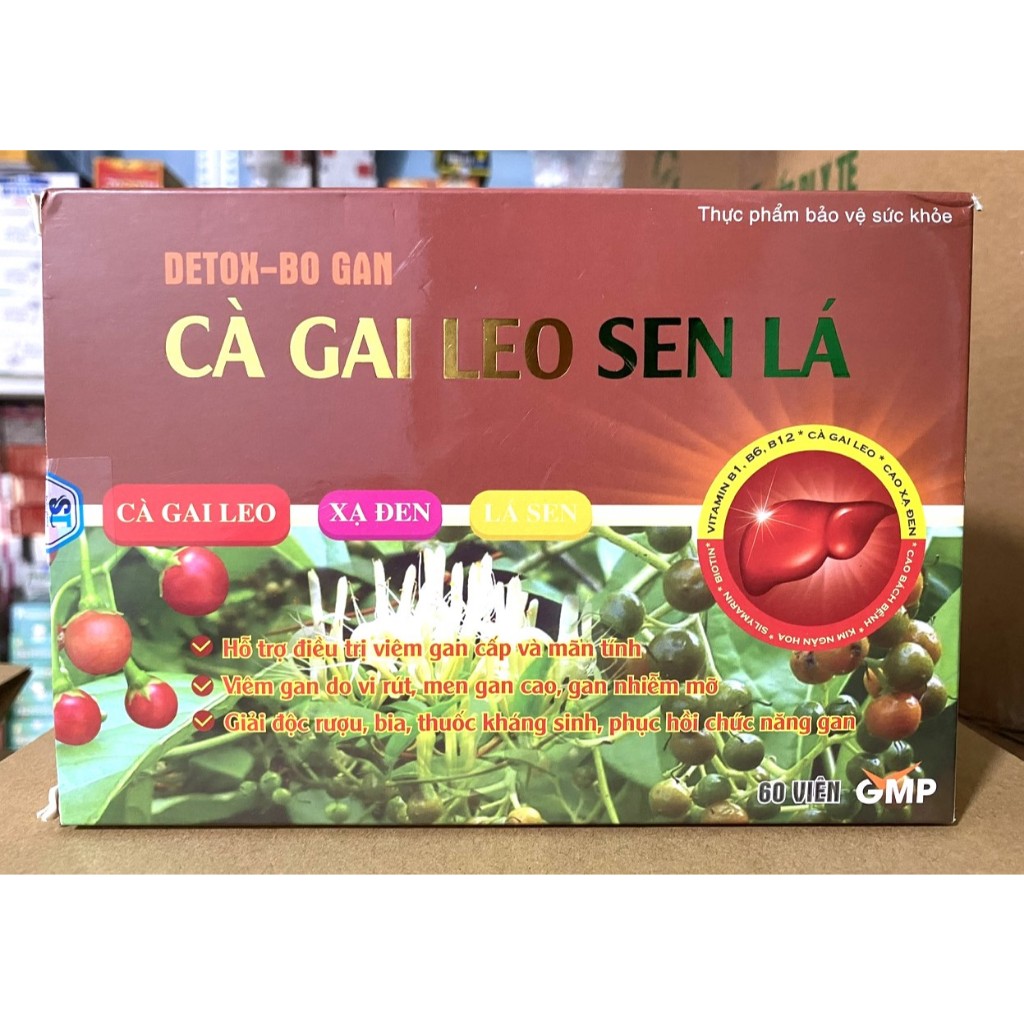 Thực phẩm bảo vệ sức khỏe
DETOX-BO GAN
CÀ GAI LEO SEN LÁ
CÀ GAI LEO
XẠ ĐEN
LÁ SEN
VITAMIN B1, B6, B12 * CÀ GAI LEO * CAO XẠ ĐEN * CAO BÁCH BỆNH * KIM NGÂN HOA * SILYMARIN * BIOTIN *
Hỗ trợ điều trị viêm gan cấp và mãn tính
Viêm gan do vi rút, men gan cao, gan nhiễm mỡ
Giải độc rượu, bia, thuốc kháng sinh, phục hồi chức năng gan
60 VIÊN GMP